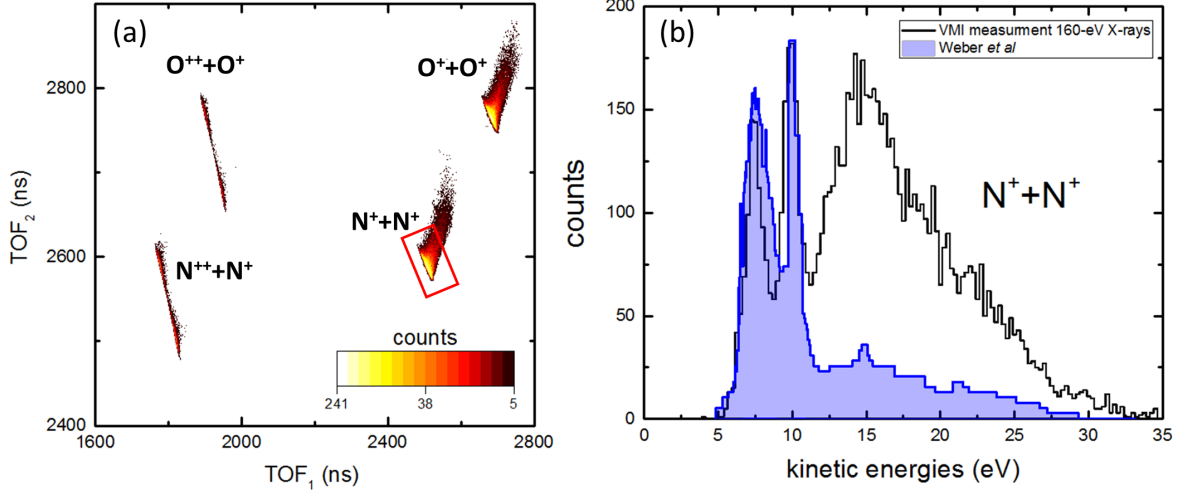 (a)
O⁺⁺+O⁺
O⁺+O⁺
N⁺+N⁺
N⁺⁺+N⁺
counts
241
38
5
2800
2600
2400
TOF₂ (ns)
1600
2000
2400
2800
TOF₁ (ns)
(b)
VMI measurment 160-eV X-rays
Weber et al
N⁺+N⁺
200
150
100
50
0
counts
0
5
10
15
20
25
30
35
kinetic energies (eV)